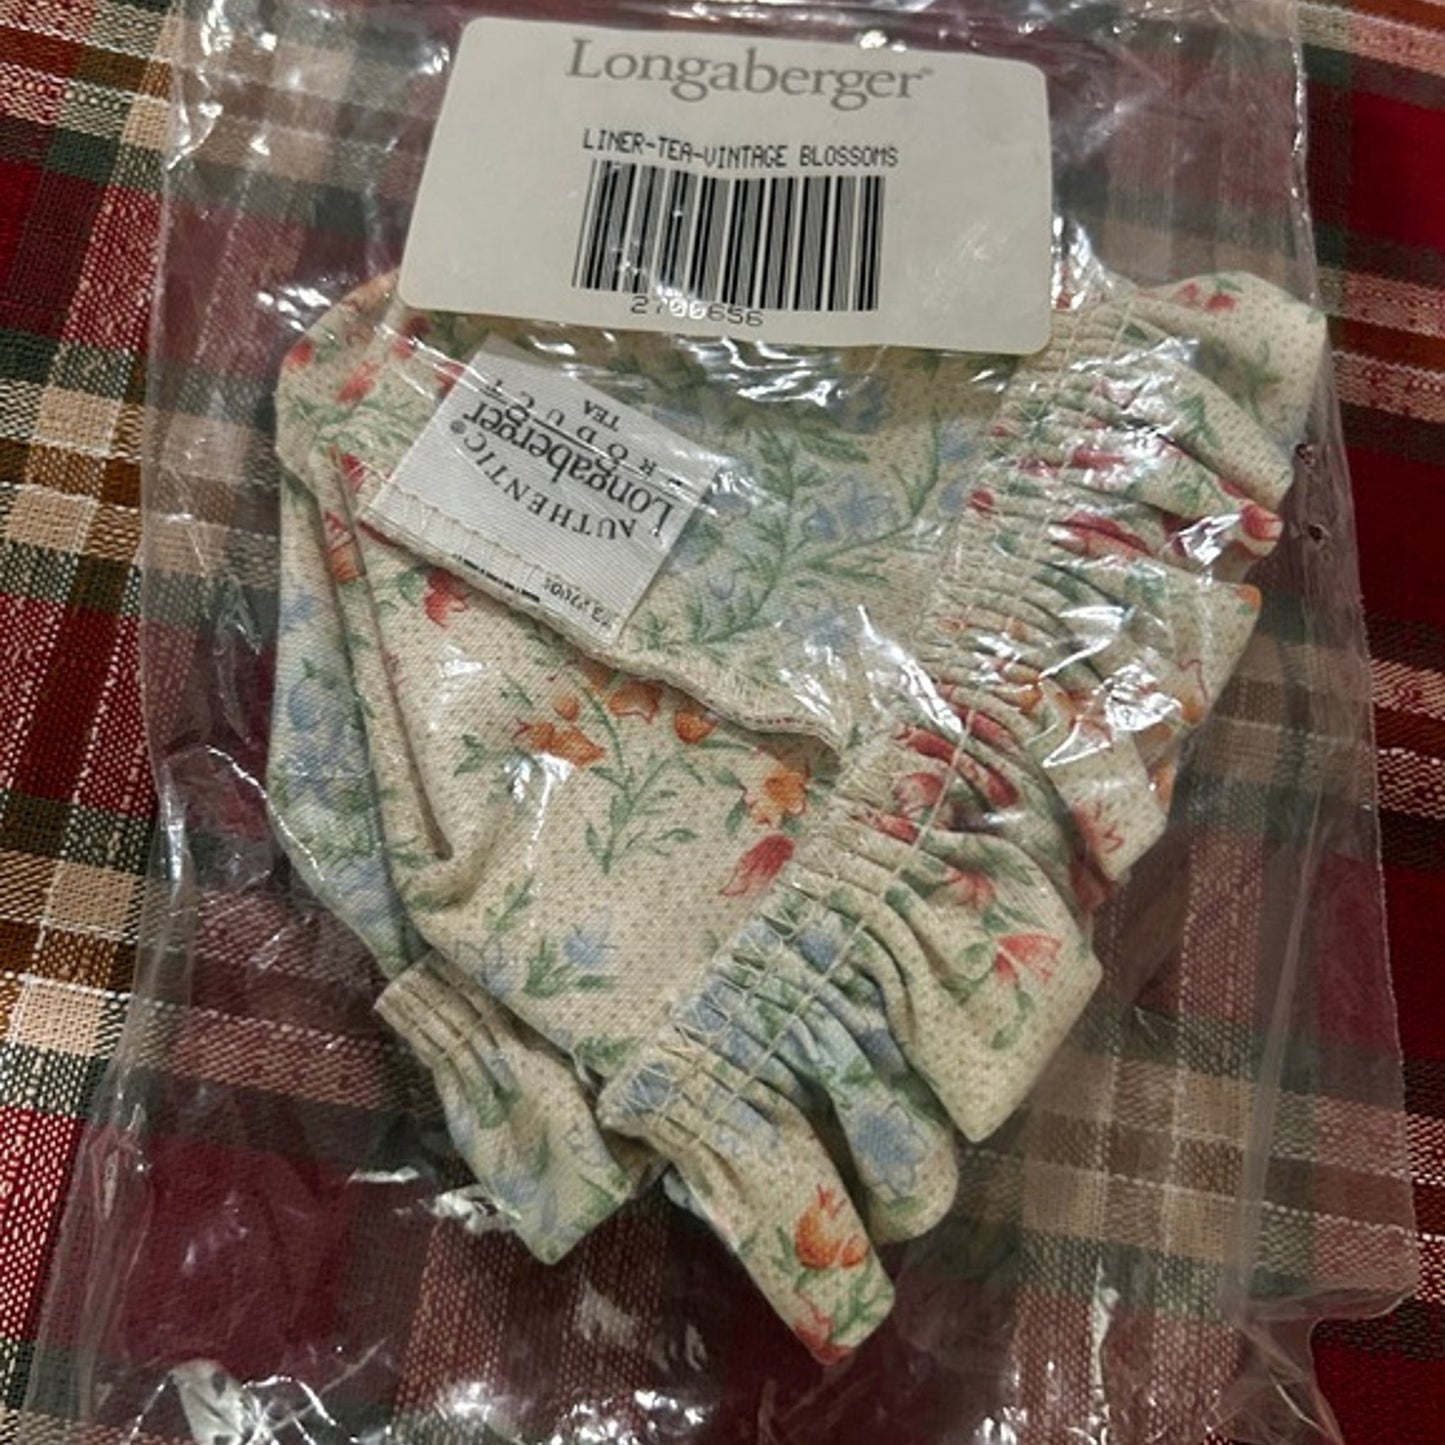 Longaberger®
LINER-TEA-VINTAGE BLOSSOMS
2700656
AUTHENTIC
Longaberger®
PRODUCT
TEA